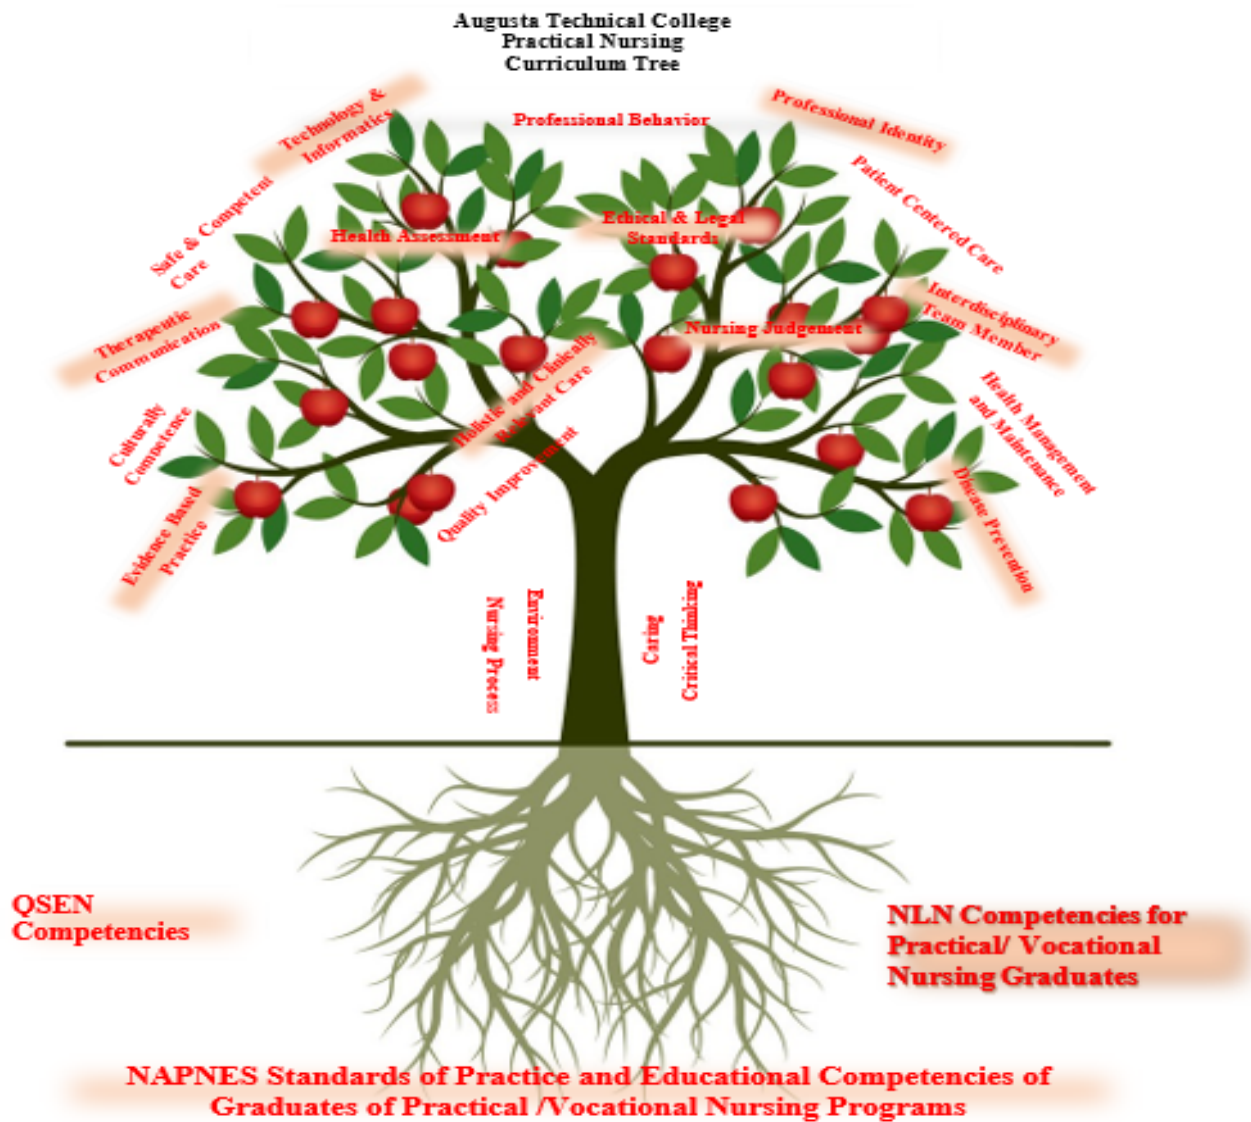 Augusta Technical College
Practical Nursing
Curriculum Tree
Technology &
Informatics
Professional Behavior
Professional Identity
Safe & Competent
Care
Health Assessment
Ethical & Legal
Standards
Patient Centered Care
Therapeutic
Communication
Nursing Judgement
Interdisciplinary
Team Member
Culturally
Competence
Holistic and Clinically
Relevant Care
Quality Improvement
Health Management
and Maintenance
Evidence Based
Practice
Disease Prevention
Nursing Process
Environment
Caring
Critical Thinking
QSEN
Competencies
NLN Competencies for
Practical/ Vocational
Nursing Graduates
NAPNES Standards of Practice and Educational Competencies of
Graduates of Practical /Vocational Nursing Programs